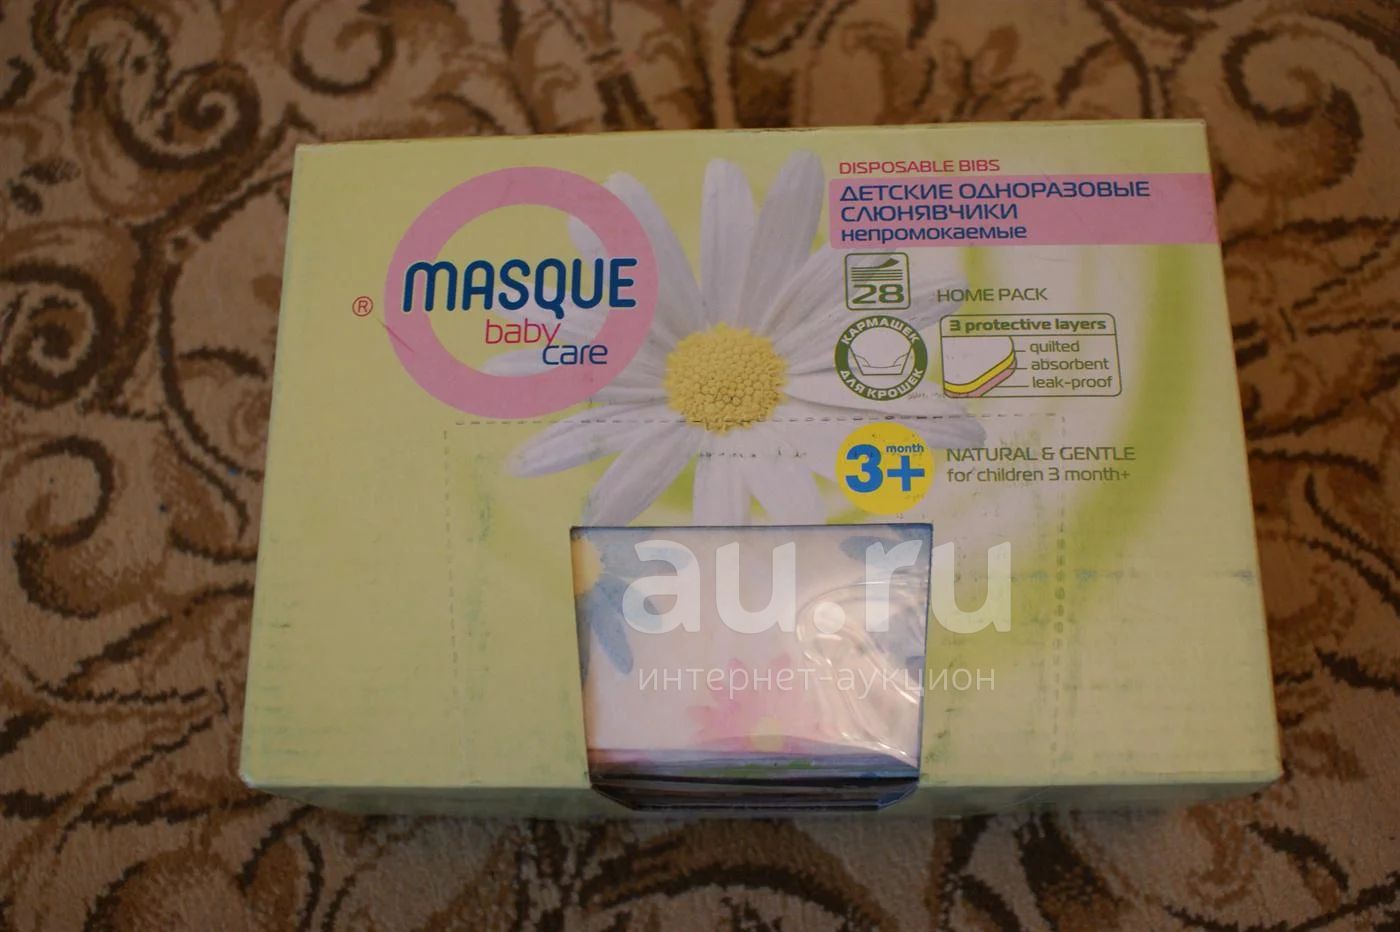 DISPOSABLE BIBS
ДЕТСКИЕ ОДНОРАЗОВЫЕ
СЛЮНЯВЧИКИ
непромокаемые
®
MASQUE
baby
care
28
HOME PACK
КАРМАШЕК
ДЛЯ КРОШЕК
3 protective layers
quilted
absorbent
leak-proof
3+
month
NATURAL & GENTLE
for children 3 month+
au.ru
интернет-аукцион